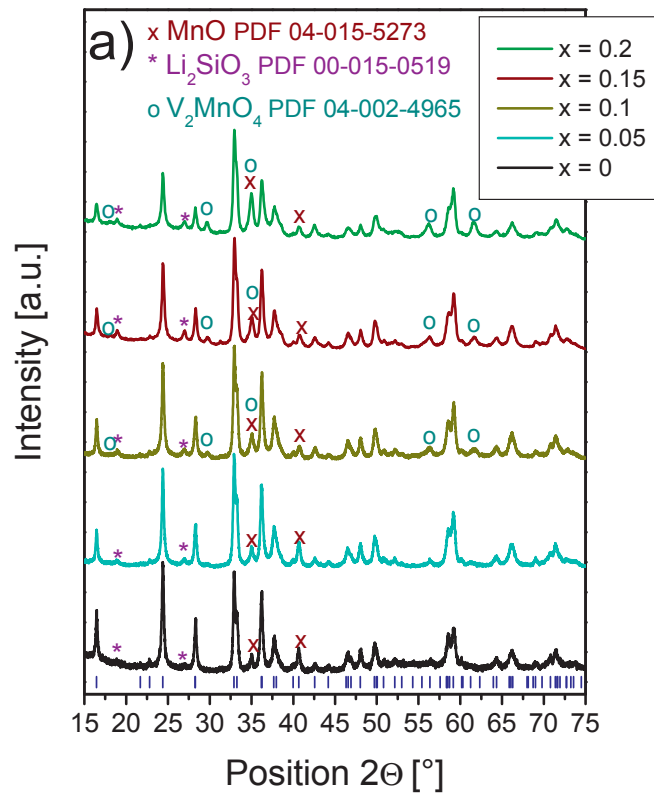 a)
x MnO PDF 04-015-5273
* Li₂SiO₃ PDF 00-015-0519
o V₂MnO₄ PDF 04-002-4965
x = 0.2
x = 0.15
x = 0.1
x = 0.05
x = 0
o * * o o x x o o
o * * o o x x o o
o * * o o x x o o
* * x x
* * x x
Intensity [a.u.]
15 20 25 30 35 40 45 50 55 60 65 70 75
Position 2Θ [°]